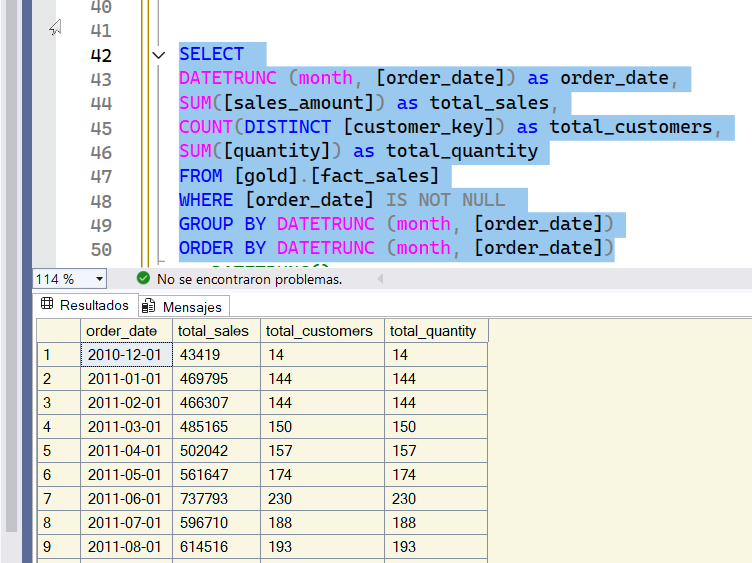 40
41
42 SELECT
43 DATETRUNC (month, [order_date]) as order_date,
44 SUM([sales_amount]) as total_sales,
45 COUNT(DISTINCT [customer_key]) as total_customers,
46 SUM([quantity]) as total_quantity
47 FROM [gold].[fact_sales]
48 WHERE [order_date] IS NOT NULL
49 GROUP BY DATETRUNC (month, [order_date])
50 ORDER BY DATETRUNC (month, [order_date])
114 % No se encontraron problemas.
Resultados Mensajes
order_date total_sales total_customers total_quantity
1 2010-12-01 43419 14 14
2 2011-01-01 469795 144 144
3 2011-02-01 466307 144 144
4 2011-03-01 485165 150 150
5 2011-04-01 502042 157 157
6 2011-05-01 561647 174 174
7 2011-06-01 737793 230 230
8 2011-07-01 596710 188 188
9 2011-08-01 614516 193 193